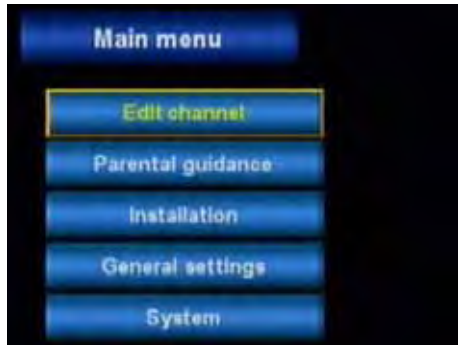 Main menu
Edit channel
Parental guidance
Installation
General settings
System